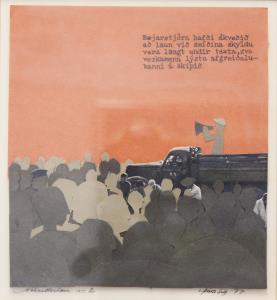 Bæjarstjórn hafði ákveðið
að laun við smíðina skyldu
vera langt undir taxta, svo
verkamenn lýstu afgreiðslu-
banni á skipið.